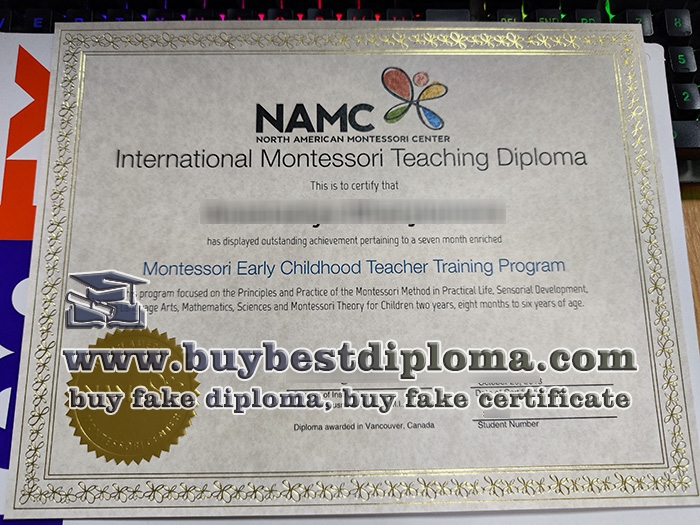 NAMC
NORTH AMERICAN MONTESSORI CENTER
International Montessori Teaching Diploma
This is to certify that
has displayed outstanding achievement pertaining to a seven month enriched
Montessori Early Childhood Teacher Training Program
program focused on the Principles and Practice of the Montessori Method in Practical Life, Sensorial Development,
Arts, Mathematics, Sciences and Montessori Theory for Children two years, eight months to six years of age.
www.buybestdiploma.com
buy fake diploma, buy fake certificate
Diploma awarded in Vancouver, Canada
Student Number